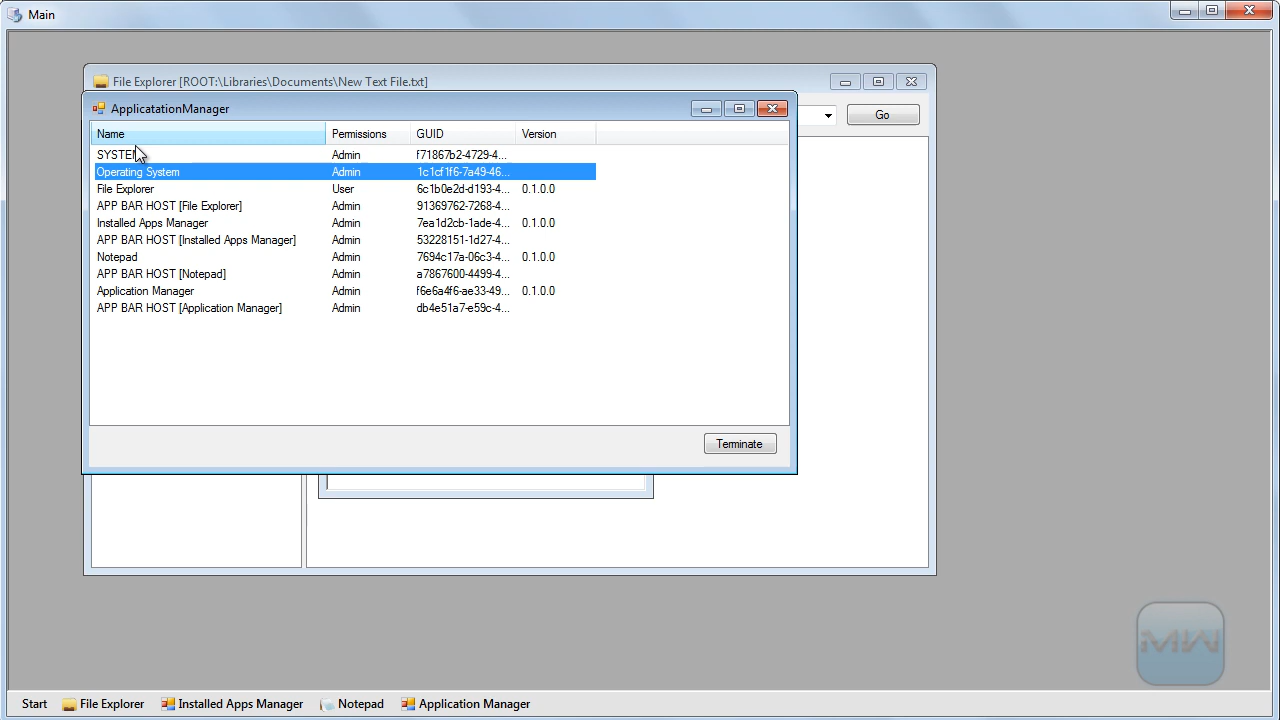 Main
File Explorer [ROOT:\Libraries\Documents\New Text File.txt]
ApplicatationManager
Go
Name Permissions GUID Version
SYSTEM Admin f71867b2-4729-4...
Operating System Admin 1c1cf1f6-7a49-46...
File Explorer User 6c1b0e2d-d193-4... 0.1.0.0
APP BAR HOST [File Explorer] Admin 91369762-7268-4...
Installed Apps Manager Admin 7ea1d2cb-1ade-4... 0.1.0.0
APP BAR HOST [Installed Apps Manager] Admin 53228151-1d27-4...
Notepad Admin 7694c17a-06c3-4... 0.1.0.0
APP BAR HOST [Notepad] Admin a7867600-4499-4...
Application Manager Admin f6e6a4f6-ae33-49... 0.1.0.0
APP BAR HOST [Application Manager] Admin db4e51a7-e59c-4...
Terminate
MW
Start File Explorer Installed Apps Manager Notepad Application Manager